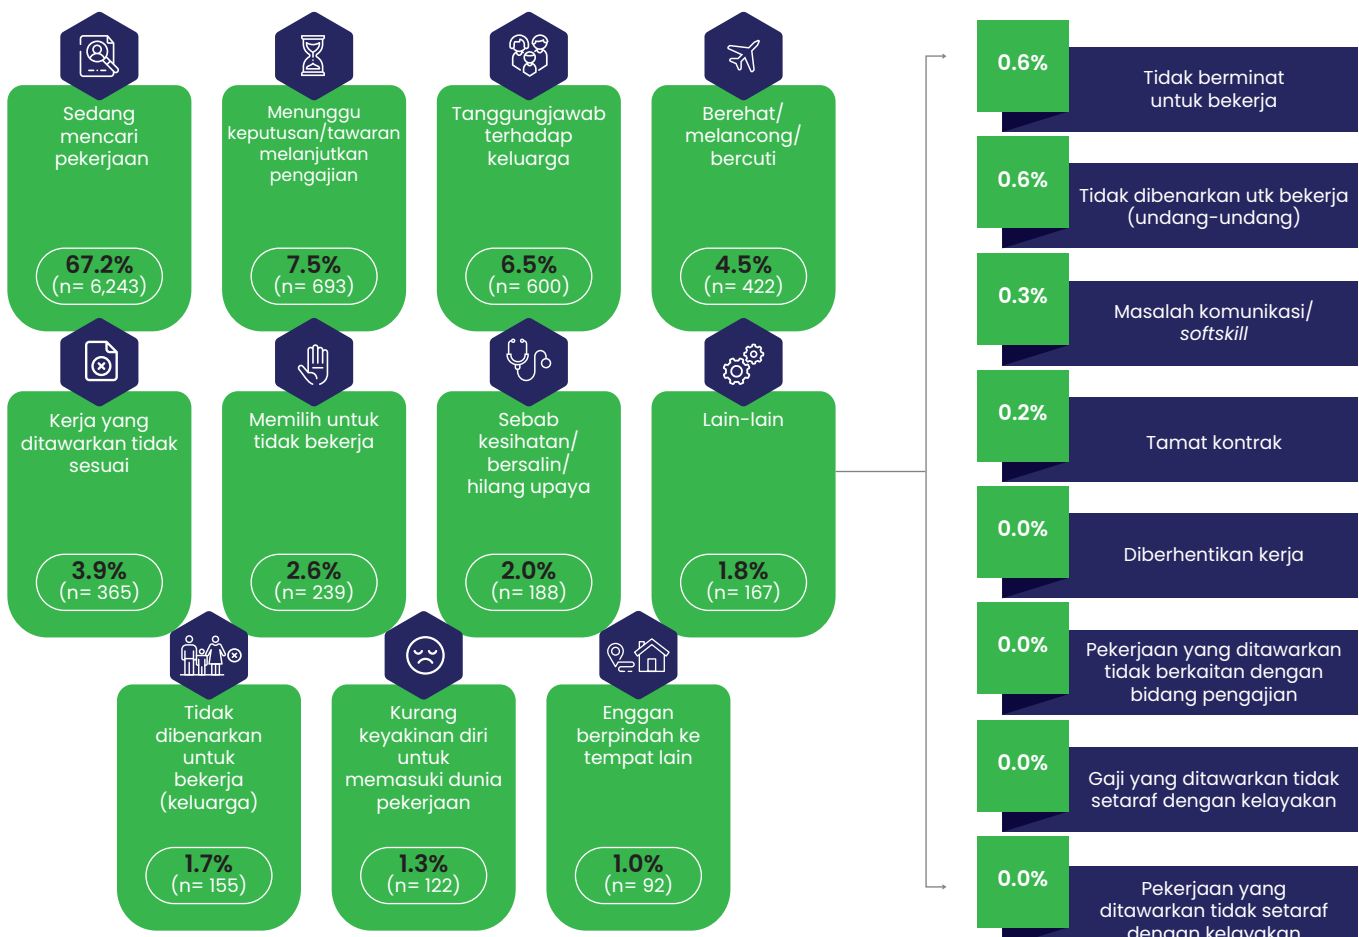 Sedang
mencari
pekerjaan
67.2%
(n= 6,243)
Menunggu
keputusan/tawaran
melanjutkan
pengajian
7.5%
(n= 693)
Tanggungjawab
terhadap
keluarga
6.5%
(n= 600)
Berehat/
melancong/
bercuti
4.5%
(n= 422)
Kerja yang
ditawarkan tidak
sesuai
3.9%
(n= 365)
Memilih untuk
tidak bekerja
2.6%
(n= 239)
Sebab
kesihatan/
bersalin/
hilang upaya
2.0%
(n= 188)
Lain-lain
1.8%
(n= 167)
Tidak
dibenarkan
untuk
bekerja
(keluarga)
1.7%
(n= 155)
Kurang
keyakinan diri
untuk
memasuki dunia
pekerjaan
1.3%
(n= 122)
Enggan
berpindah ke
tempat lain
1.0%
(n= 92)
0.6%
Tidak berminat
untuk bekerja
0.6%
Tidak dibenarkan utk bekerja
(undang-undang)
0.3%
Masalah komunikasi/
softskill
0.2%
Tamat kontrak
0.0%
Diberhentikan kerja
0.0%
Pekerjaan yang ditawarkan
tidak berkaitan dengan
bidang pengajian
0.0%
Gaji yang ditawarkan tidak
setaraf dengan kelayakan
0.0%
Pekerjaan yang
ditawarkan tidak setaraf
dengan kelayakan